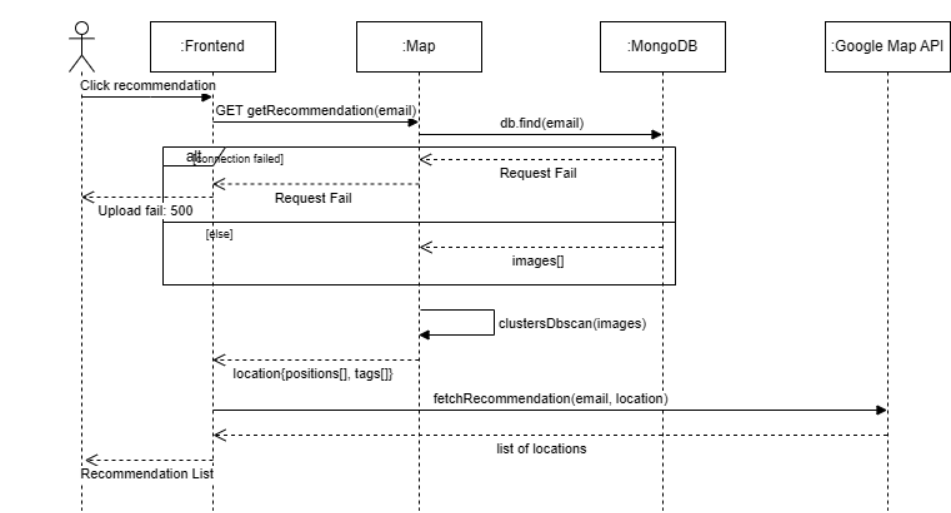 :Frontend
:Map
:MongoDB
:Google Map API
Click recommendation
GET getRecommendation(email)
db.find(email)
alt
[connection failed]
Request Fail
Request Fail
Upload fail: 500
[else]
images[]
clustersDbscan(images)
location{positions[], tags[]}
fetchRecommendation(email, location)
list of locations
Recommendation List